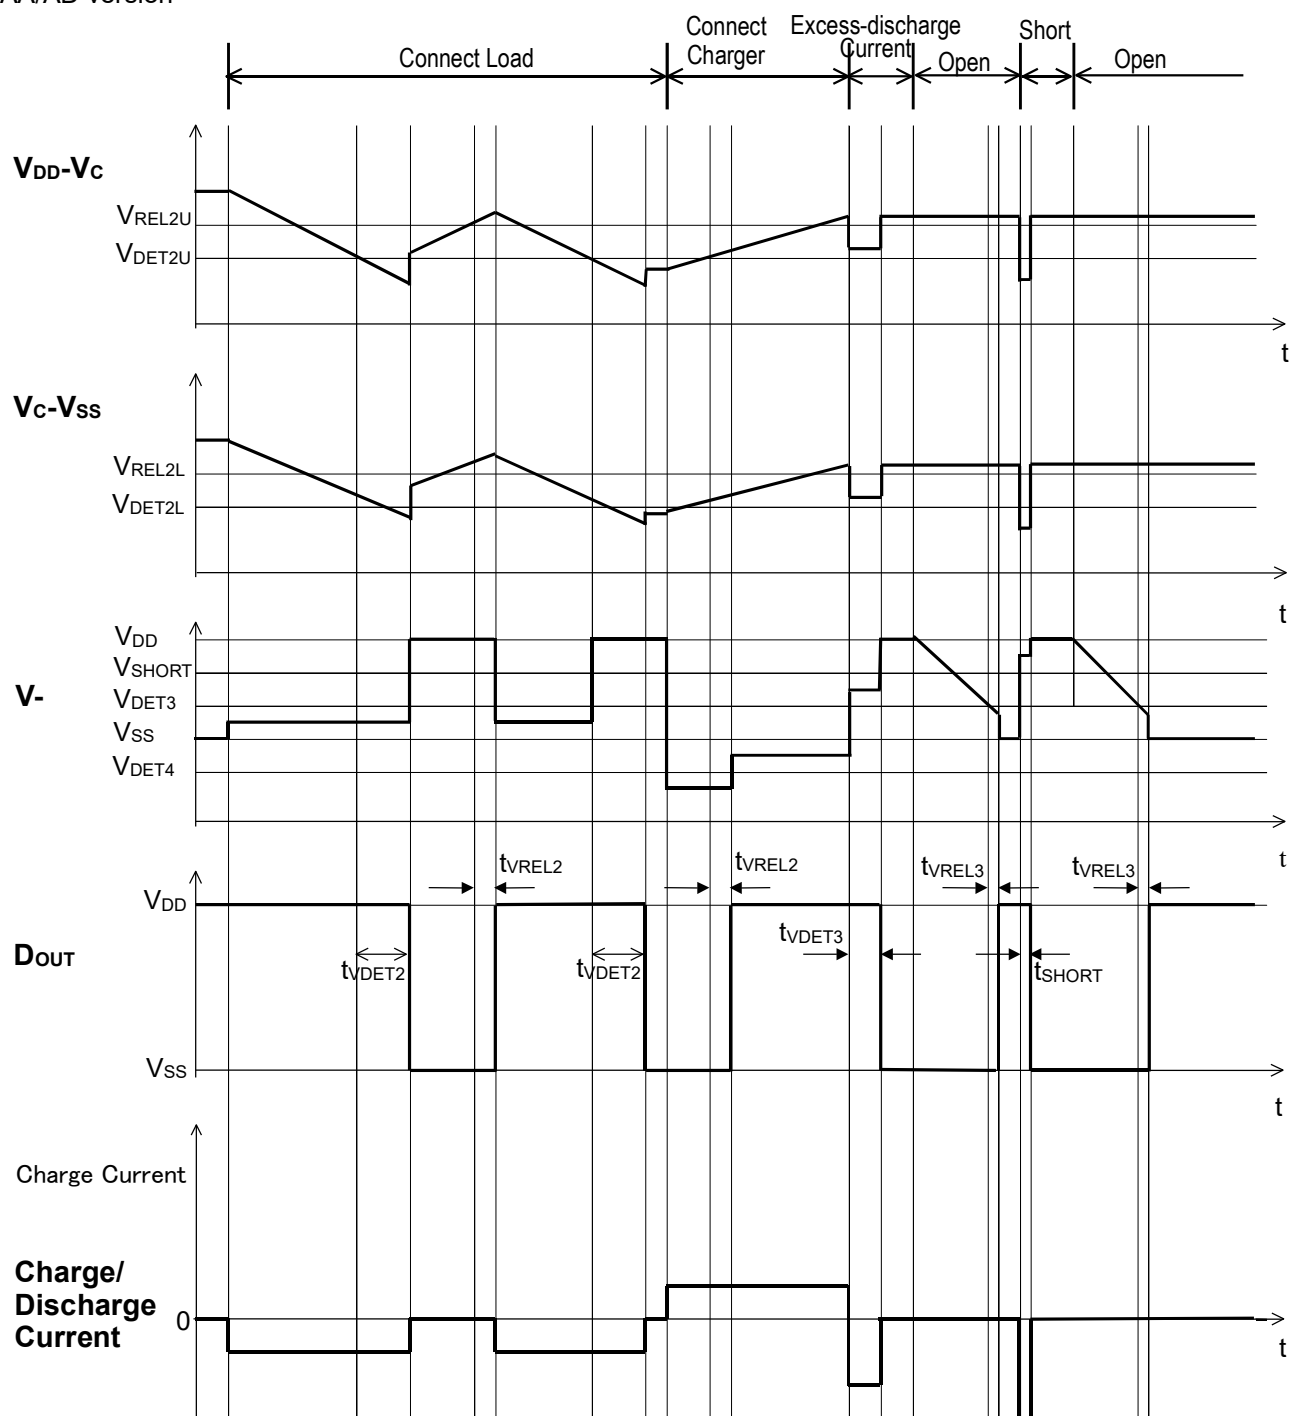 AA/AD Version
Connect Load
Connect
Charger
Excess-discharge
Current
Open
Short
Open
VDD-VC
VREL2U
VDET2U
t
VC-VSS
VREL2L
VDET2L
t
V-
VDD
VSHORT
VDET3
VSS
VDET4
t
DOUT
VDD
tVREL2
tVREL2
tVREL3
tVREL3
tVDET2
tVDET2
tVDET3
tSHORT
VSS
t
Charge Current
Charge/
Discharge
Current
0
t